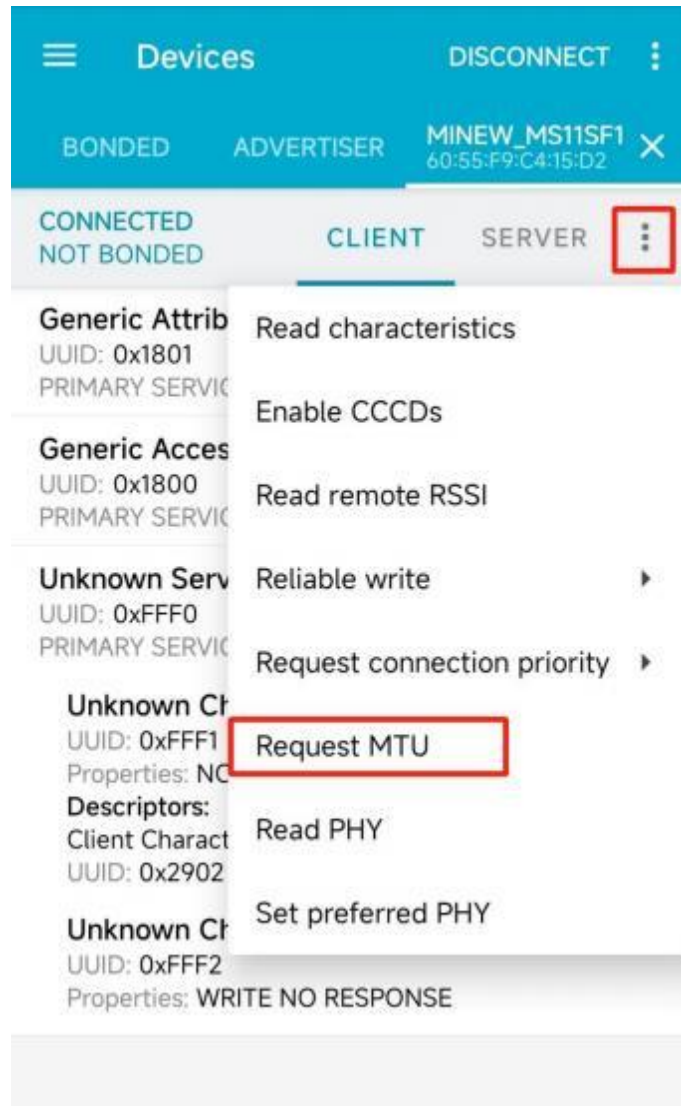 Devices
DISCONNECT
BONDED
ADVERTISER
MINEW_MS11SF1
60:55:F9:C4:15:D2
CONNECTED
NOT BONDED
CLIENT
SERVER
Generic Attrib
UUID: 0x1801
PRIMARY SERVIC
Generic Acces
UUID: 0x1800
PRIMARY SERVIC
Unknown Serv
UUID: 0xFFF0
PRIMARY SERVIC
Unknown Ch
UUID: 0xFFF1
Properties: NO
Descriptors:
Client Charact
UUID: 0x2902
Unknown Ch
UUID: 0xFFF2
Properties: WRITE NO RESPONSE
Read characteristics
Enable CCCDs
Read remote RSSI
Reliable write
Request connection priority
Request MTU
Read PHY
Set preferred PHY